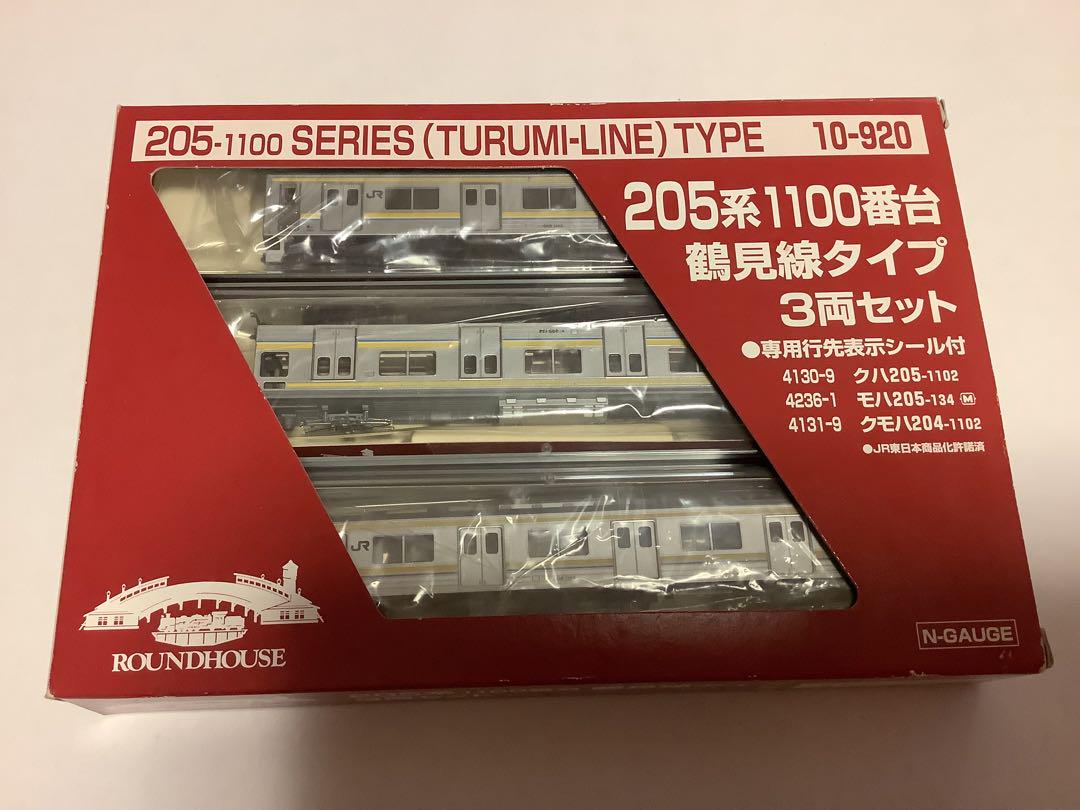 205-1100 SERIES (TURUMI-LINE) TYPE 10-920
205系1100番台
鶴見線タイプ
3両セット
●専用行先表示シール付
4130-9 クハ205-1102
4236-1 モハ205-134 Ⓜ
4131-9 クモハ204-1102
●JR東日本商品化許諾済
JR
JR
ROUNDHOUSE
N-GAUGE